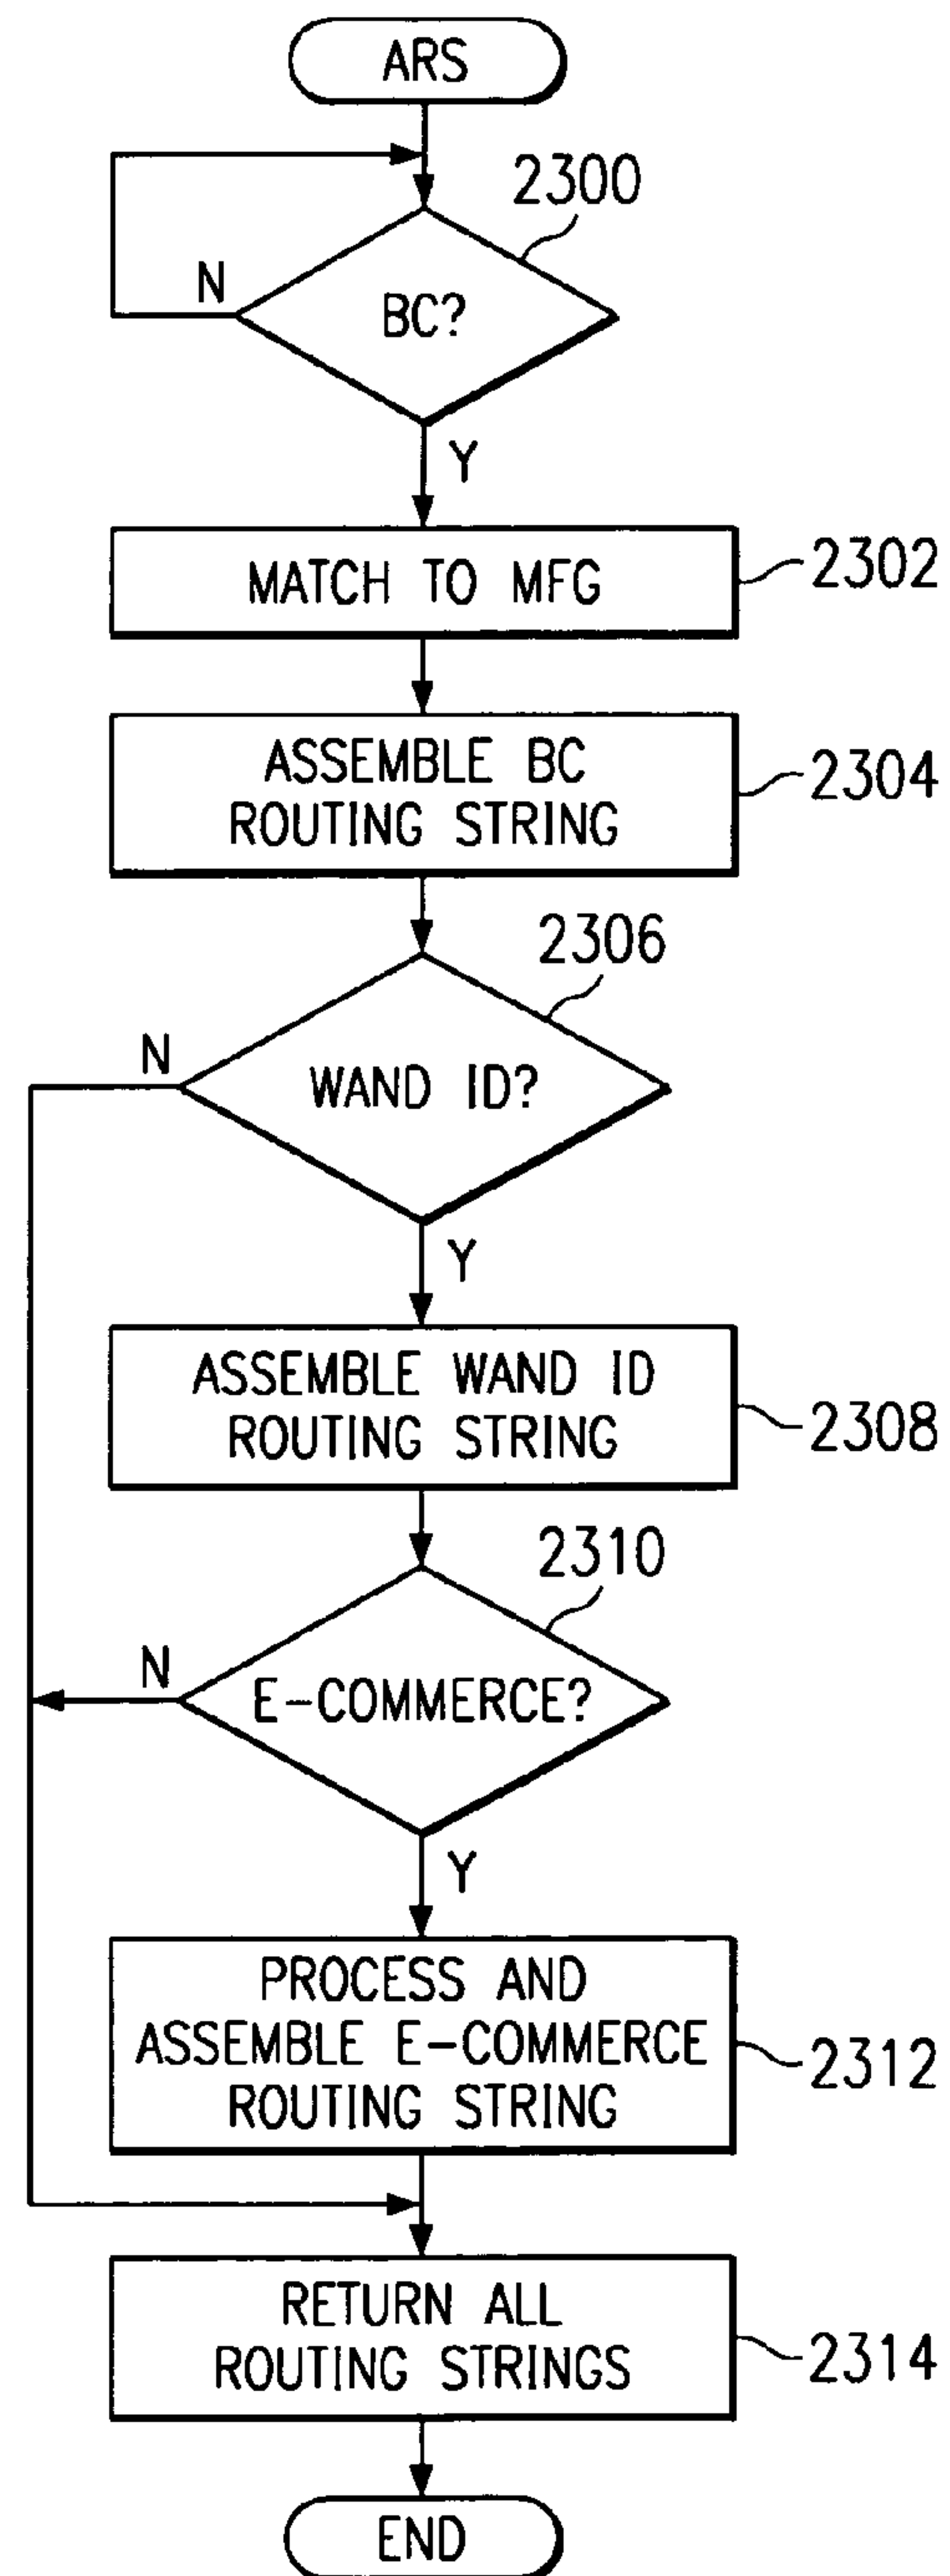 ARS
2300
N
BC?
Y
MATCH TO MFG
2302
ASSEMBLE BC
ROUTING STRING
2304
2306
N
WAND ID?
Y
ASSEMBLE WAND ID
ROUTING STRING
2308
2310
N
E-COMMERCE?
Y
PROCESS AND
ASSEMBLE E-COMMERCE
ROUTING STRING
2312
RETURN ALL
ROUTING STRINGS
2314
END